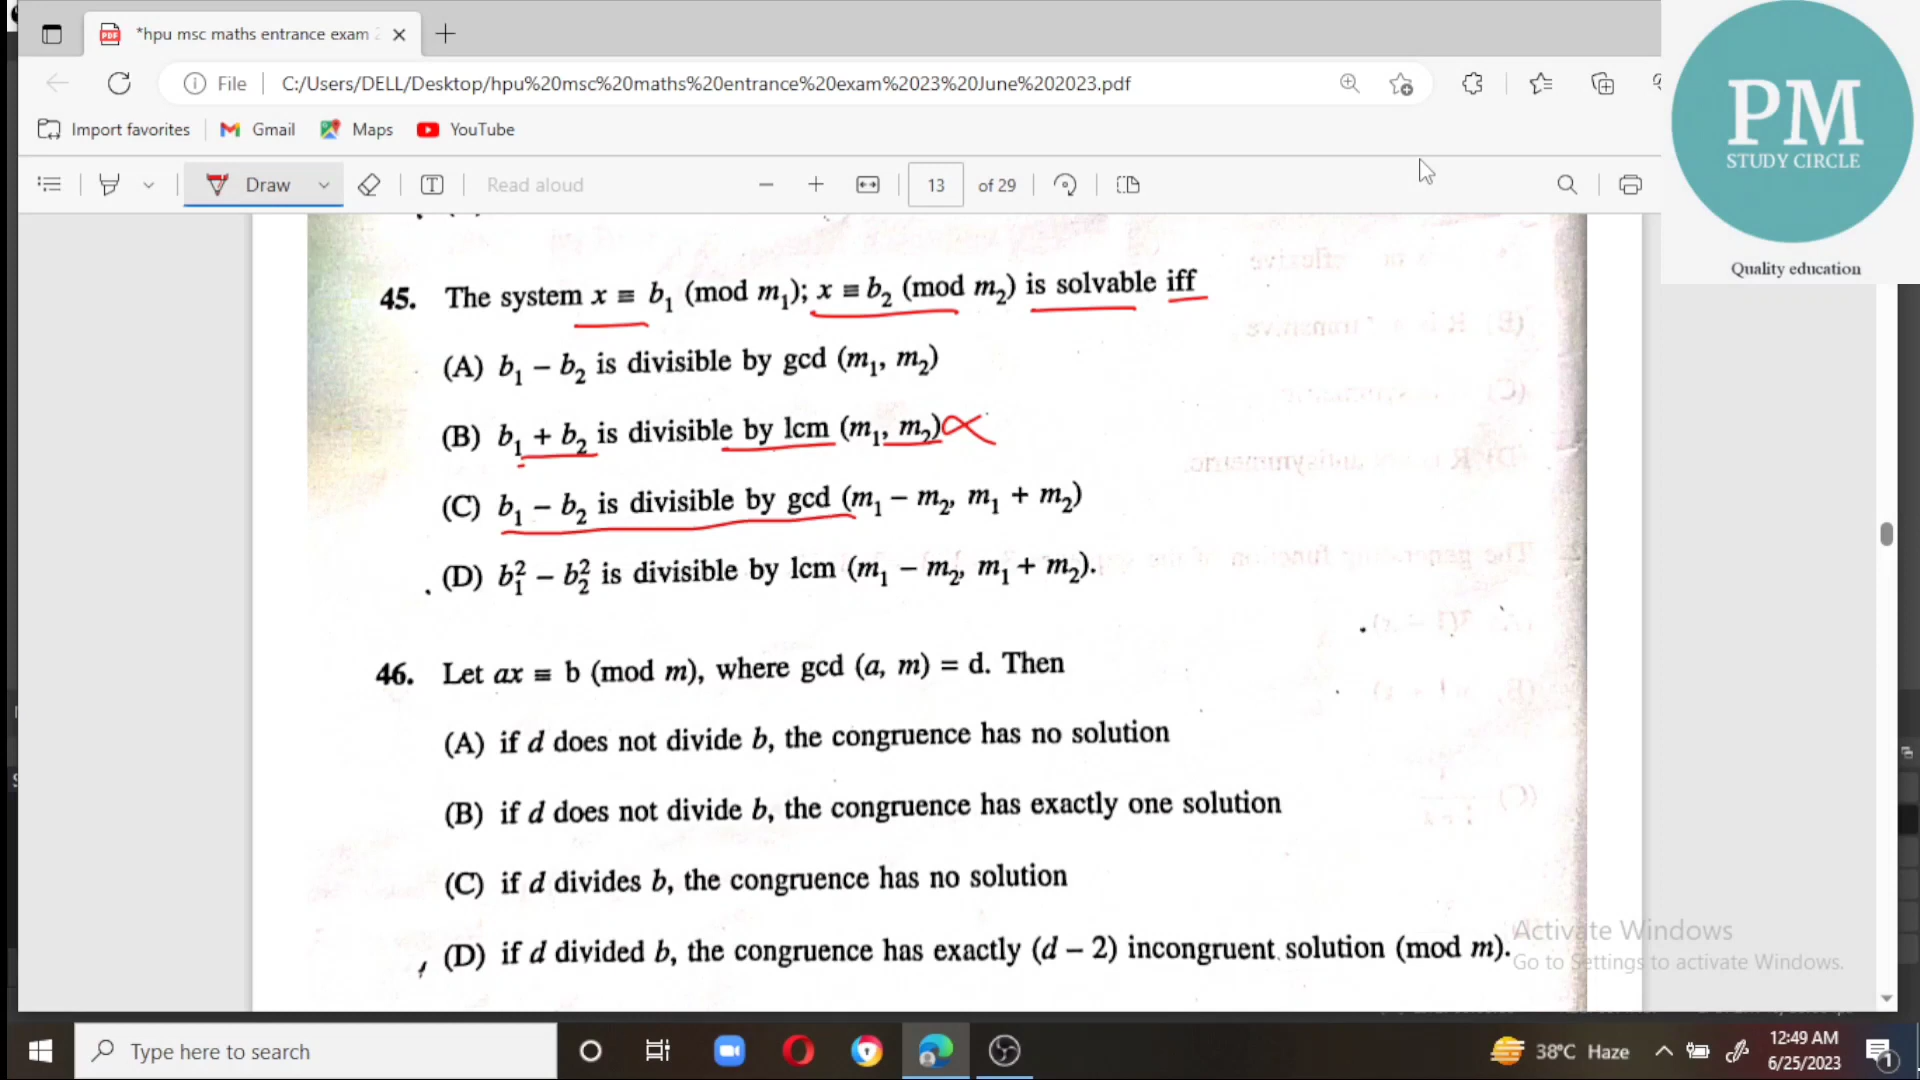 *hpu msc maths entrance exam 2
File C:/Users/DELL/Desktop/hpu%20msc%20maths%20entrance%20exam%2023%20June%202023.pdf
Import favorites Gmail Maps YouTube
Draw Read aloud 13 of 29
PM
STUDY CIRCLE
Quality education
45. The system x ≡ b₁ (mod m₁); x ≡ b₂ (mod m₂) is solvable iff
(A) b₁ – b₂ is divisible by gcd (m₁, m₂)
(B) b₁ + b₂ is divisible by lcm (m₁, m₂)
(C) b₁ – b₂ is divisible by gcd (m₁ – m₂, m₁ + m₂)
(D) b₁² – b₂² is divisible by lcm (m₁ – m₂, m₁ + m₂).
46. Let ax ≡ b (mod m), where gcd (a, m) = d. Then
(A) if d does not divide b, the congruence has no solution
(B) if d does not divide b, the congruence has exactly one solution
(C) if d divides b, the congruence has no solution
(D) if d divided b, the congruence has exactly (d – 2) incongruent solution (mod m).
Activate Windows
Go to Settings to activate Windows.
Type here to search
38°C Haze
12:49 AM
6/25/2023
1